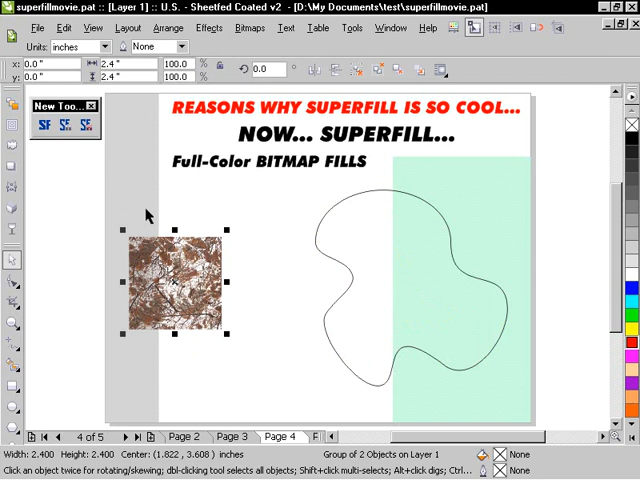 superfillmovie.pat :: [Layer 1] :: U.S. - Sheetfed Coated v2 - [D:\My Documents\test\superfillmovie.pat]
File Edit View Layout Arrange Effects Bitmaps Text Tools Window Help
Units: inches None
x: 0.0 " 2.4 " 100.0 % 0.0 °
y: 0.0 " 2.4 " 100.0 %
New Too...
SF SF SF
REASONS WHY SUPERFILL IS SO COOL...
NOW... SUPERFILL...
Full-Color BITMAP FILLS
4 of 5 Page 2 Page 3 Page 4
Width: 2.400 Height: 2.400 Center: (1.822 , 3.608 ) inches Group of 2 Objects on Layer 1 None
Click an object twice for rotating/skewing; dbl-clicking tool selects all objects; Shift+click multi-selects; Alt+click digs; Ctrl... None